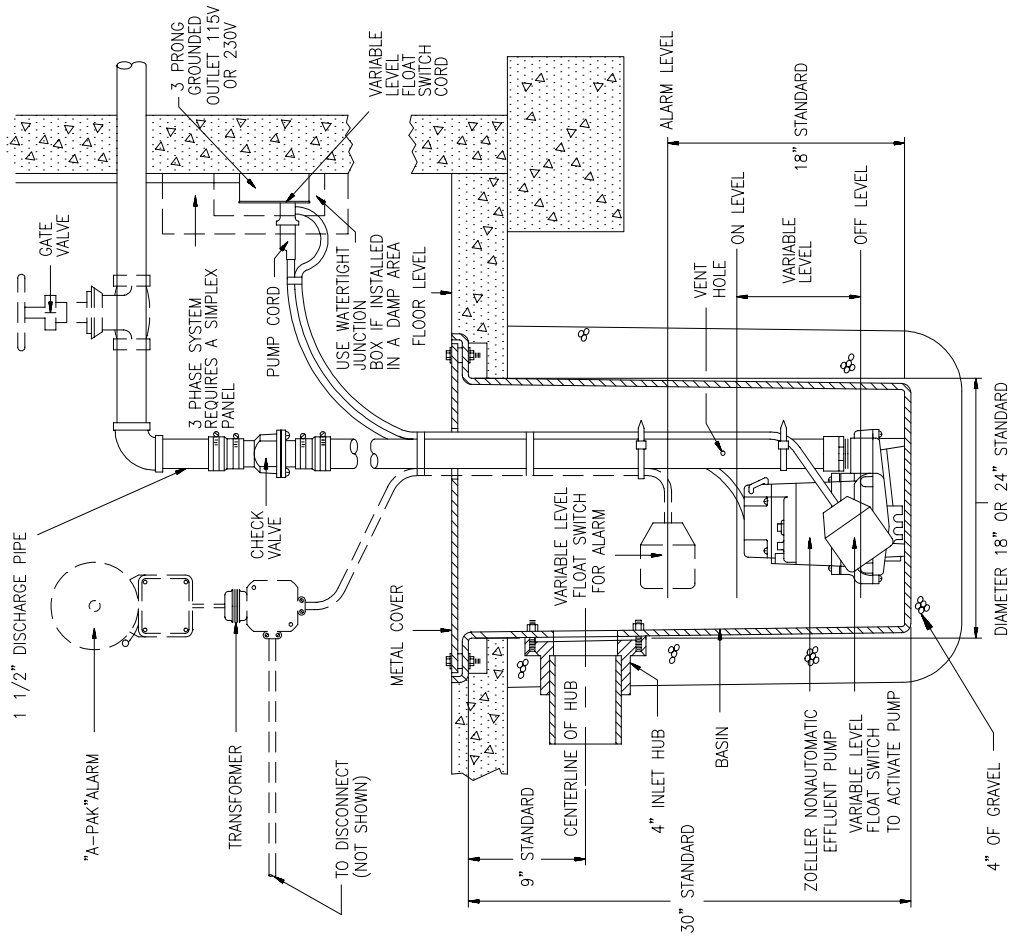 1 1/2" DISCHARGE PIPE
"A-PAK"ALARM
TRANSFORMER
TO DISCONNECT
(NOT SHOWN)
CHECK
VALVE
GATE
VALVE
3 PHASE SYSTEM
REQUIRES A SIMPLEX
PANEL
PUMP CORD
3 PRONG
GROUNDED
OUTLET 115V
OR 230V
VARIABLE
LEVEL
FLOAT
SWITCH
CORD
USE WATERTIGHT
JUNCTION
BOX IF INSTALLED
IN A DAMP AREA
FLOOR LEVEL
METAL COVER
9" STANDARD
CENTERLINE OF HUB
4" INLET HUB
30" STANDARD
BASIN
VARIABLE LEVEL
FLOAT SWITCH
FOR ALARM
VENT
HOLE
ALARM LEVEL
18" STANDARD
ON LEVEL
VARIABLE
LEVEL
OFF LEVEL
ZOELLER NONAUTOMATIC
EFFLUENT PUMP
VARIABLE LEVEL
FLOAT SWITCH
TO ACTIVATE PUMP
4" OF GRAVEL
DIAMETER 18" OR 24" STANDARD